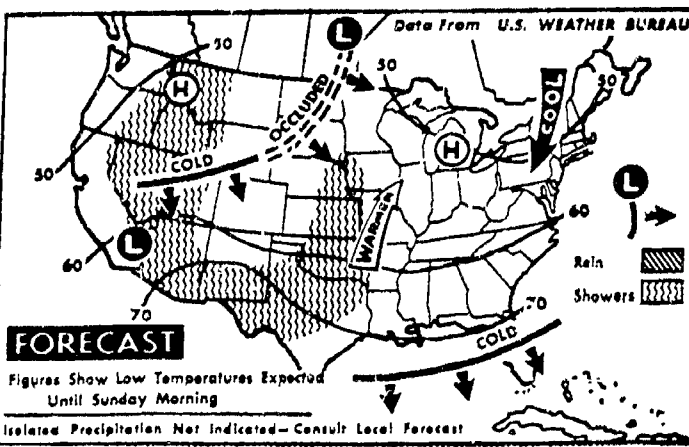 Data From U.S. WEATHER BUREAU
50
L
50
50
H
OCCLUDED
COOL
H
COLD
50
L
WARMER
60
L
60
Rain
Showers
70
70
COLD
FORECAST
Figures Show Low Temperatures Expected
Until Sunday Morning
Isolated Precipitation Not Indicated—Consult Local Forecast